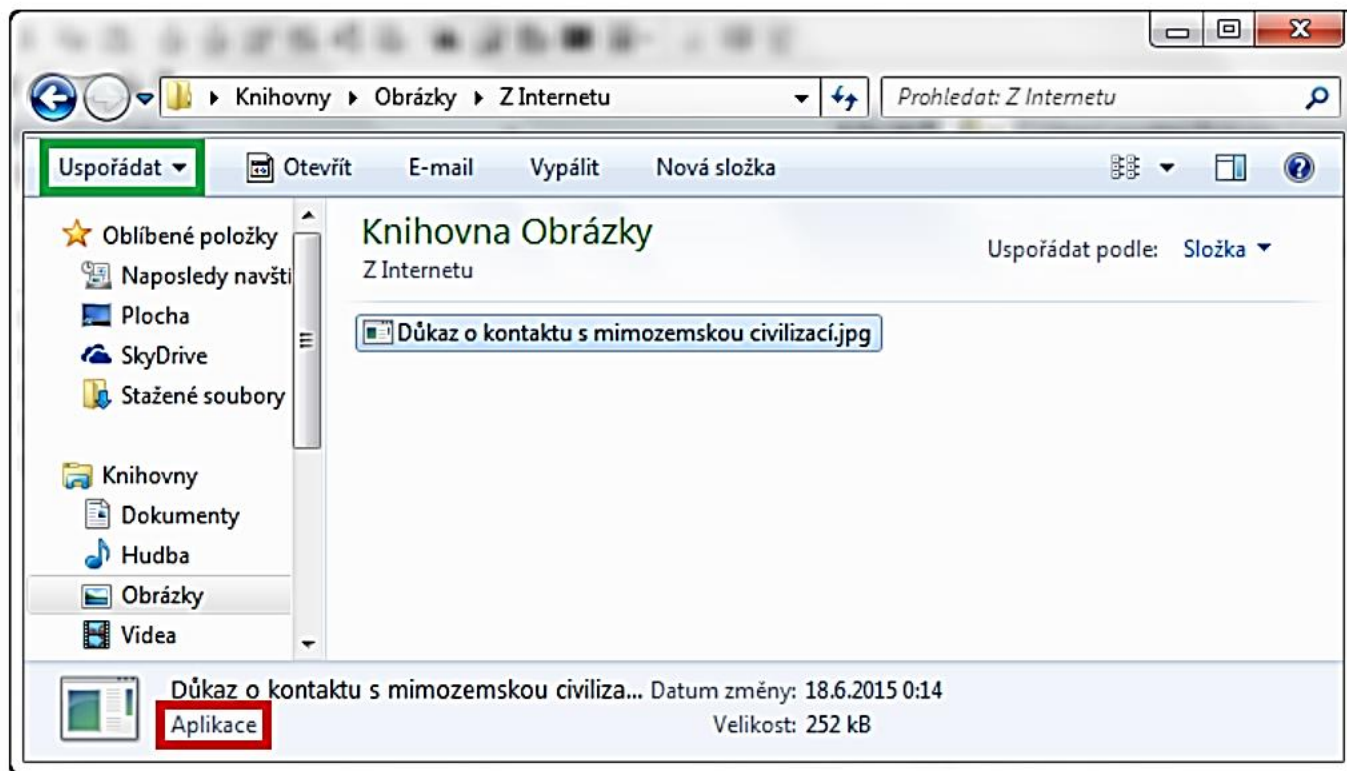 Knihovny Obrázky Z Internetu Prohledat: Z Internetu
Uspořádat Otevřít E-mail Vypálit Nová složka
Oblíbené položky
Naposledy navšti
Plocha
SkyDrive
Stažené soubory
Knihovny
Dokumenty
Hudba
Obrázky
Videa
Knihovna Obrázky
Z Internetu
Uspořádat podle: Složka
Důkaz o kontaktu s mimozemskou civilizací.jpg
Důkaz o kontaktu s mimozemskou civiliza... Datum změny: 18.6.2015 0:14
Aplikace Velikost: 252 kB